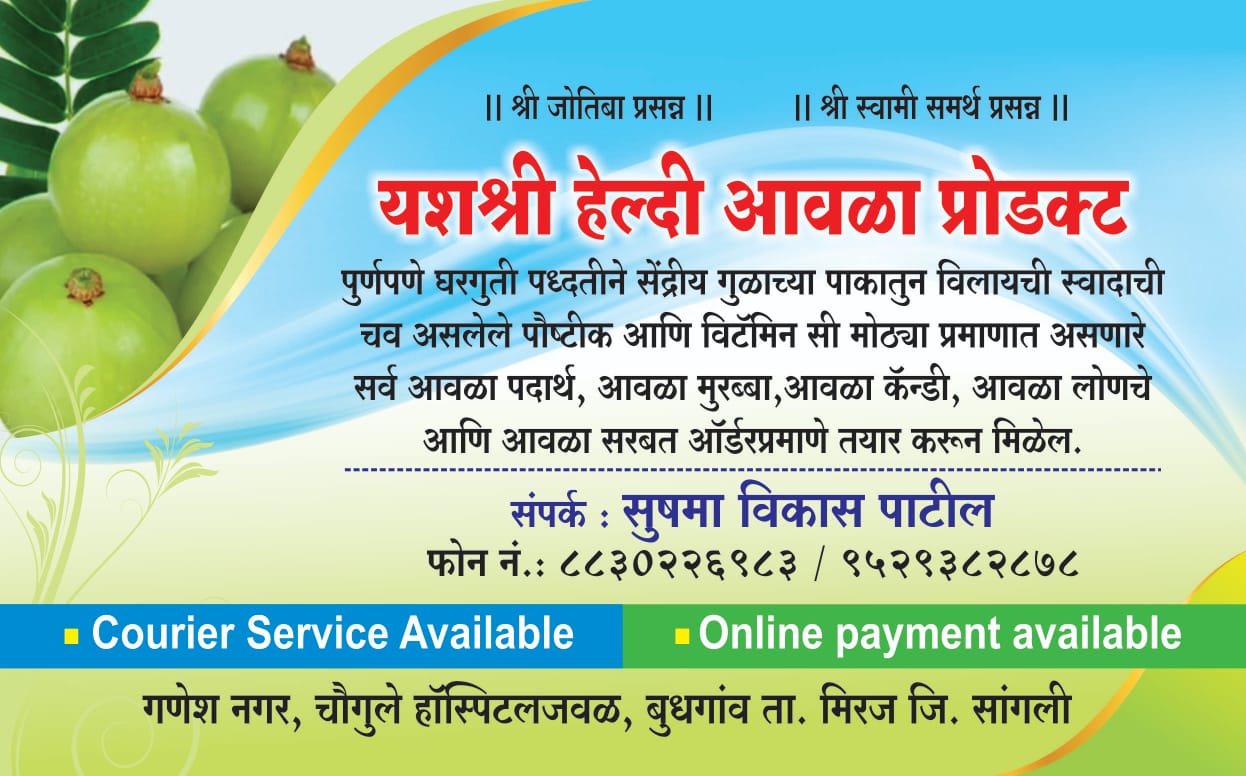 || श्री जोतिबा प्रसन्न || || श्री स्वामी समर्थ प्रसन्न ||
यशश्री हेल्दी आवळा प्रोडक्ट
पुर्णपणे घरगुती पध्दतीने सेंद्रीय गुळाच्या पाकातुन विलायची स्वादाची
चव असलेले पौष्टीक आणि विटॅमिन सी मोठ्या प्रमाणात असणारे
सर्व आवळा पदार्थ, आवळा मुरब्बा,आवळा कॅन्डी, आवळा लोणचे
आणि आवळा सरबत ऑर्डरप्रमाणे तयार करून मिळेल.
संपर्क : सुषमा विकास पाटील
फोन नं.: ८८३०२२६९८३ / ९५२९३८२८७८
Courier Service Available
Online payment available
गणेश नगर, चौगुले हॉस्पिटलजवळ, बुधगांव ता. मिरज जि. सांगली